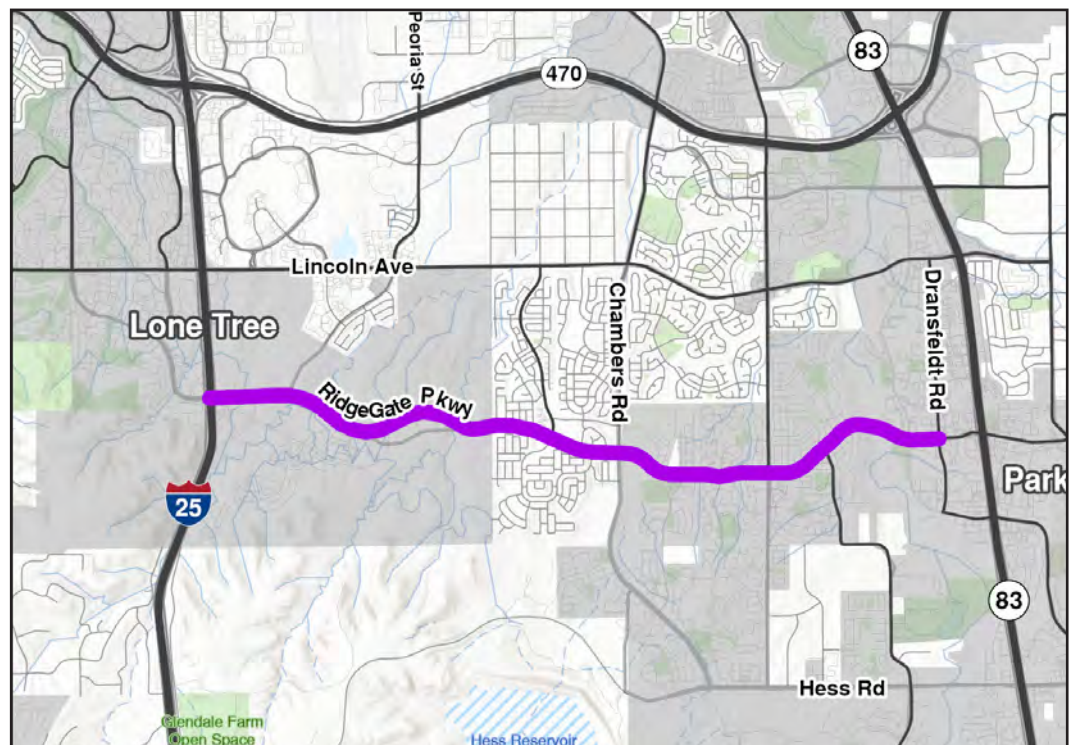 Peoria St
83
470
Lincoln Ave
Lone Tree
Chambers Rd
Dransfeldt Rd
RidgeGate Pkwy
25
Park
83
Hess Rd
Glendale Farm
Open Space
Hess Reservoir